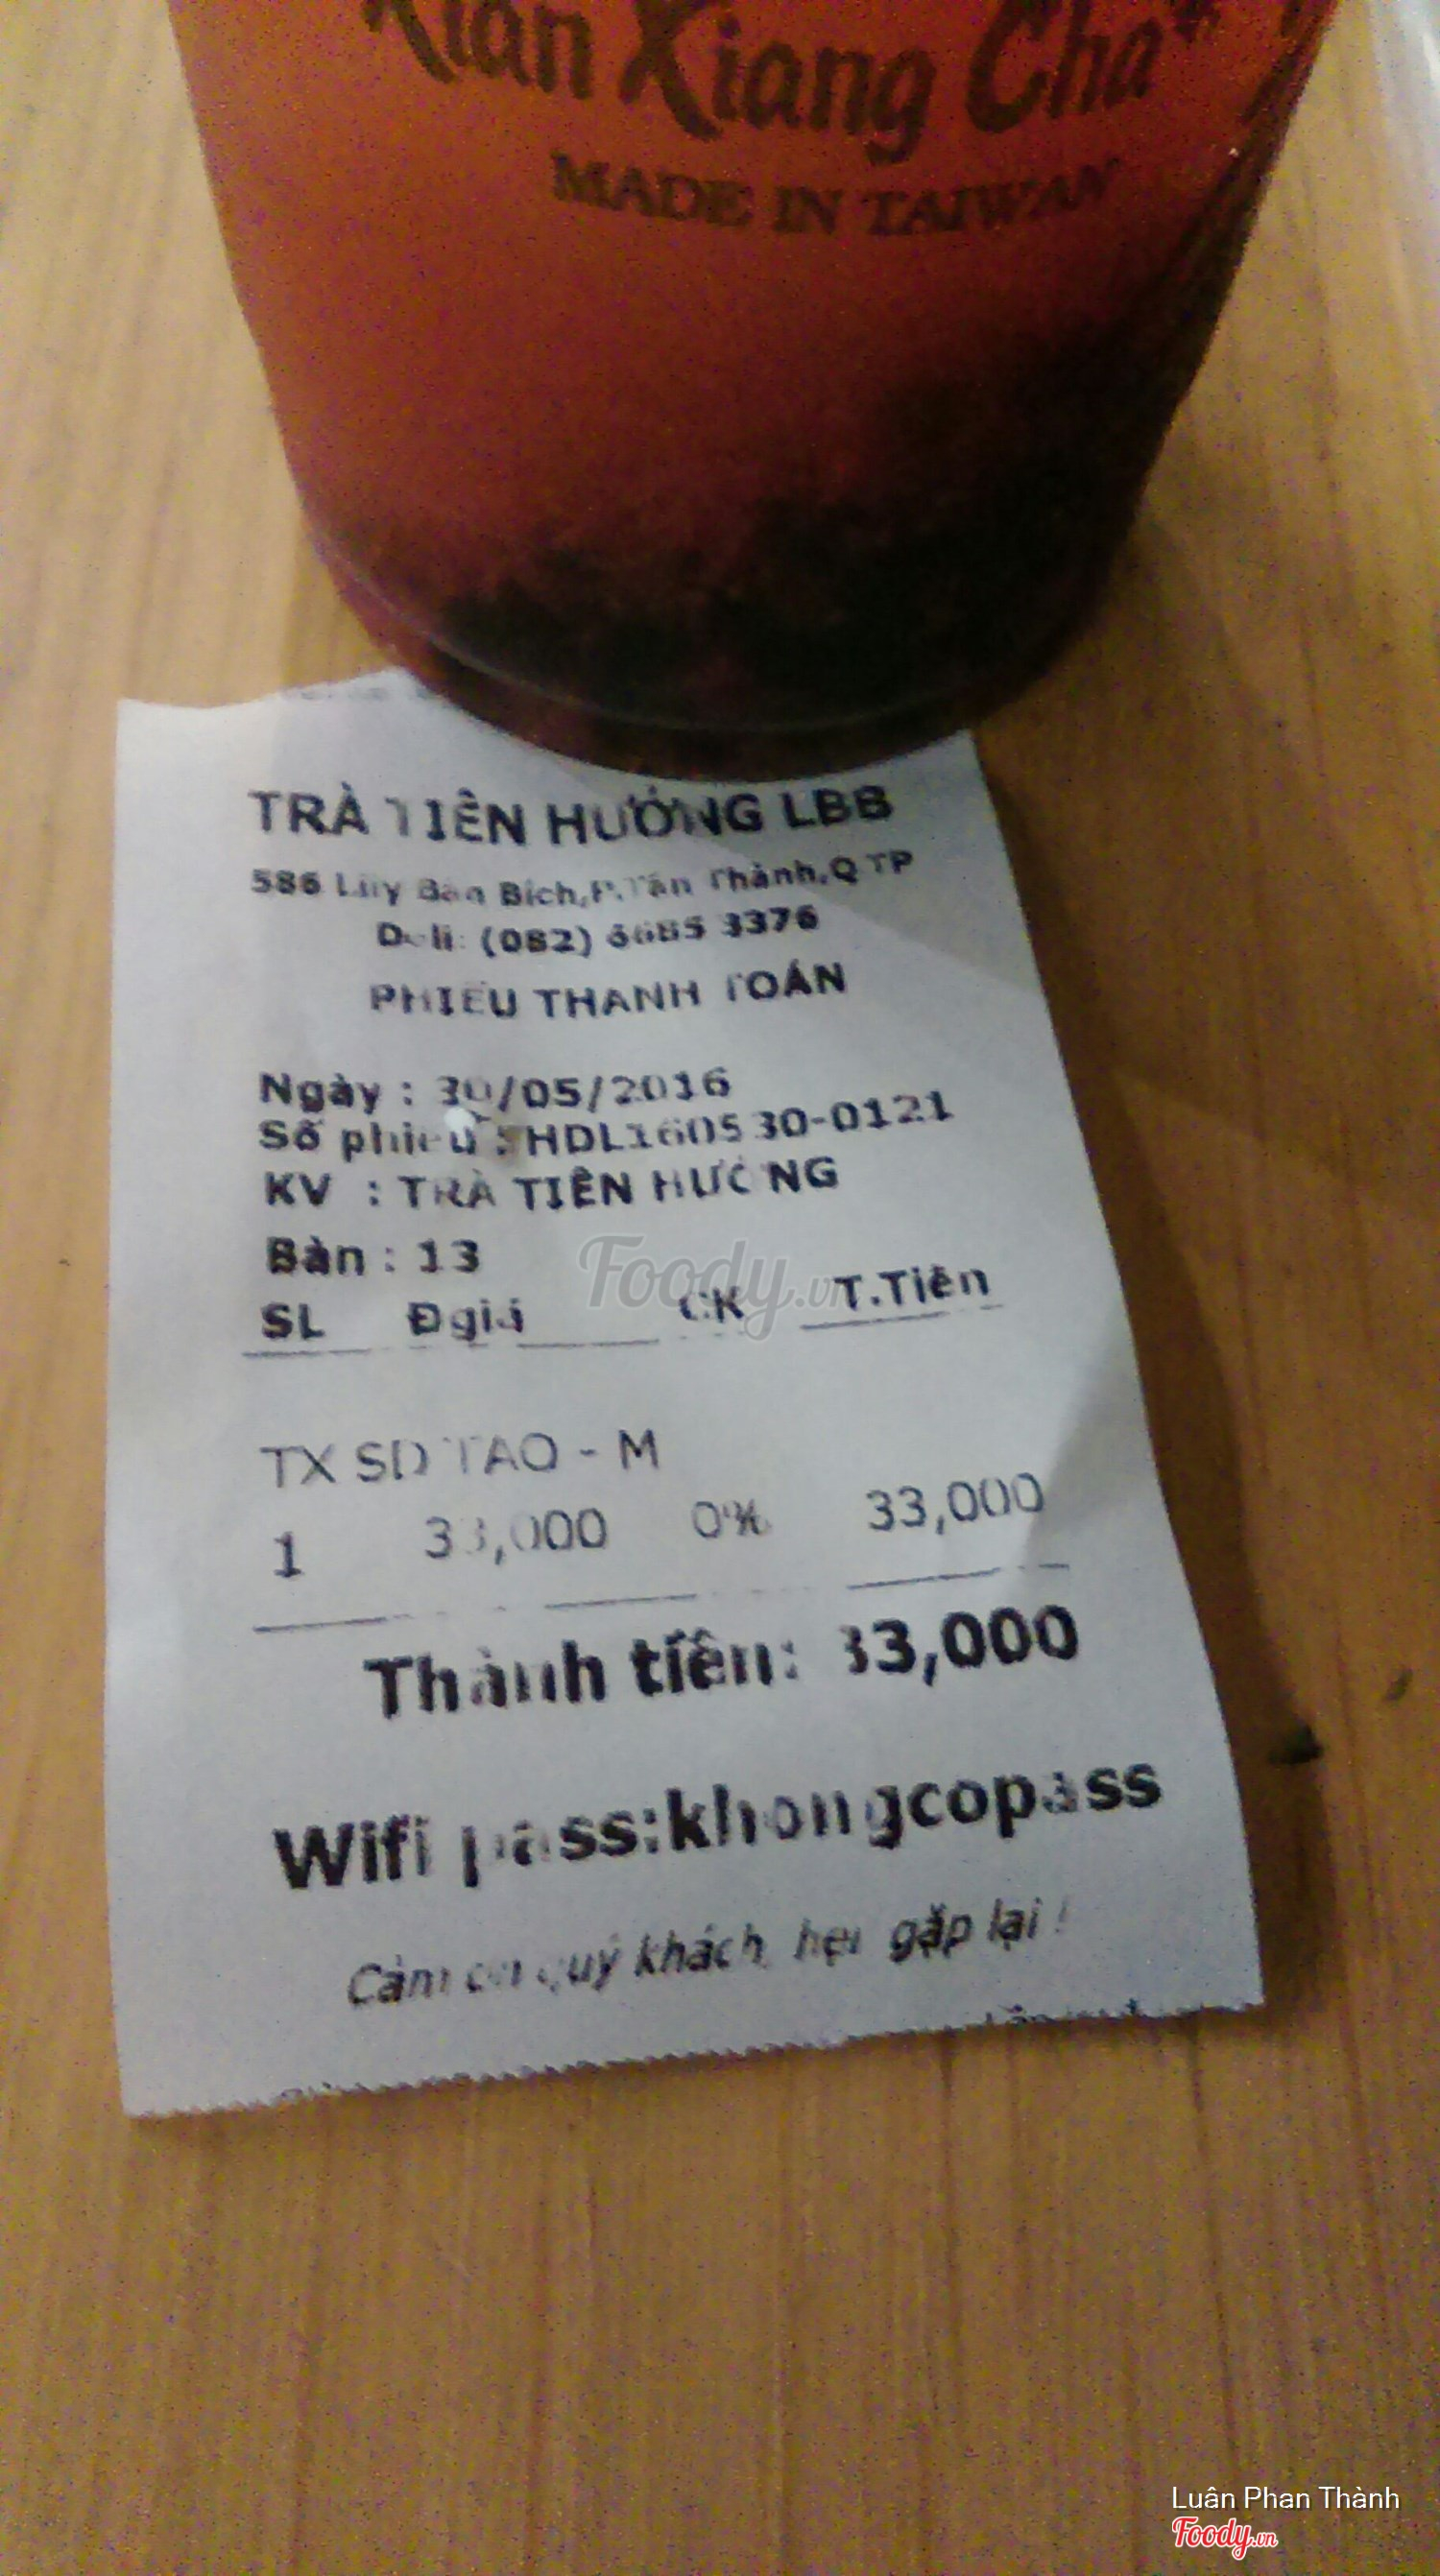 Xian Xiang Cha
MADE IN TAIWAN
TRÀ TIÊN HƯỞNG LBB
586 Lũy Bán Bích,P.Tân Thành,Q TP
Deli: (082) 6685 3376
PHIẾU THANH TOÁN
Ngày : 30/05/2016
Số phiếu : HDL160530-0121
KV : TRÀ TIÊN HƯỞNG
Bàn : 13
SL Đgiá CK T.Tiền
TX SD TAO - M
1 33,000 0% 33,000
Thành tiền: 33,000
Wifi pass:khongcopass
Cảm ơn quý khách, hẹn gặp lại !
Foody.vn
Luân Phan Thành
Foody.vn